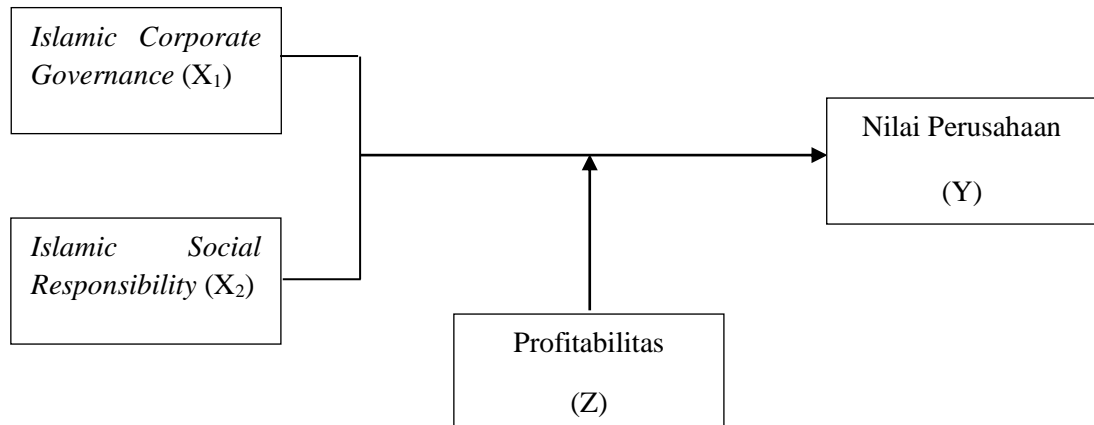 Islamic Corporate
Governance (X₁)
Nilai Perusahaan
(Y)
Islamic Social
Responsibility (X₂)
Profitabilitas
(Z)